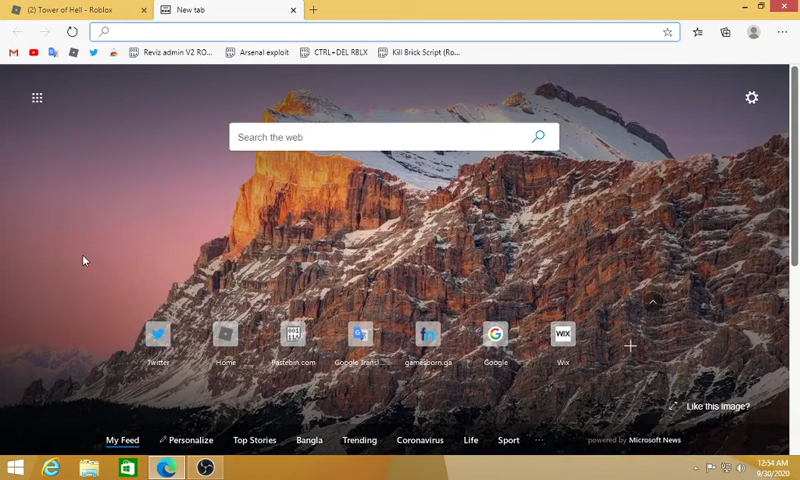 (2) Tower of Hell - Roblox
New tab
Reviz admin V2 RO...
Arsenal exploit
CTRL+DEL RBLX
Kill Brick Script (Ro...
Search the web
Twitter
Home
Pastebin.com
Google Transl...
gamesborn.ga
Google
Wix
Like this image?
My Feed
Personalize
Top Stories
Bangla
Trending
Coronavirus
Life
Sport
...
powered by Microsoft News
12:54 AM
9/30/2020